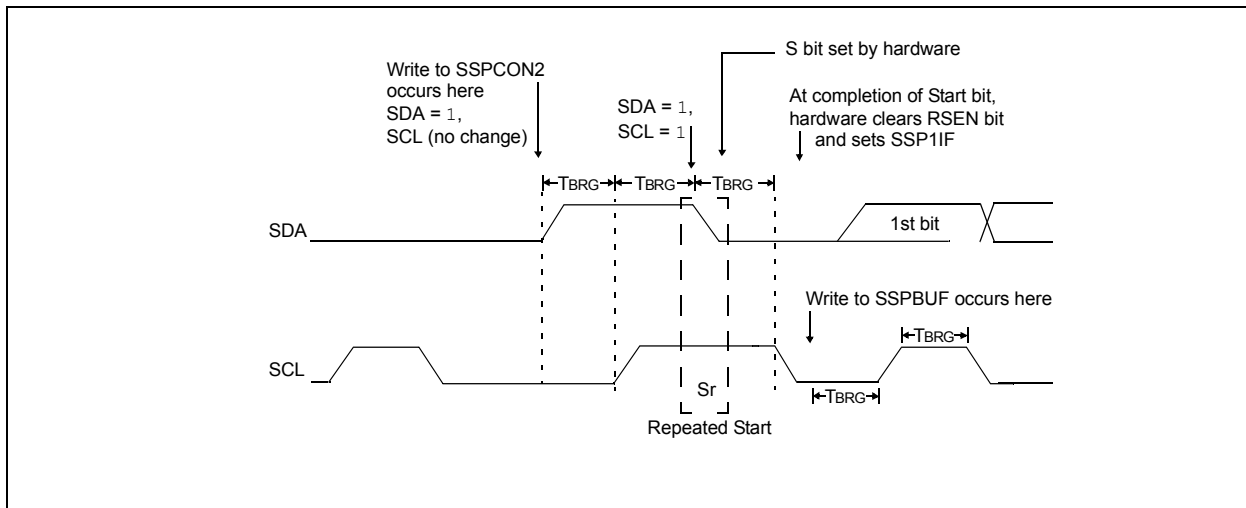 S bit set by hardware
Write to SSPCON2
occurs here
SDA = 1,
SCL (no change)
SDA = 1,
SCL = 1
At completion of Start bit,
hardware clears RSEN bit
and sets SSP1IF
TBRG TBRG TBRG
SDA
1st bit
Write to SSPBUF occurs here
TBRG
SCL
Sr
TBRG
Repeated Start